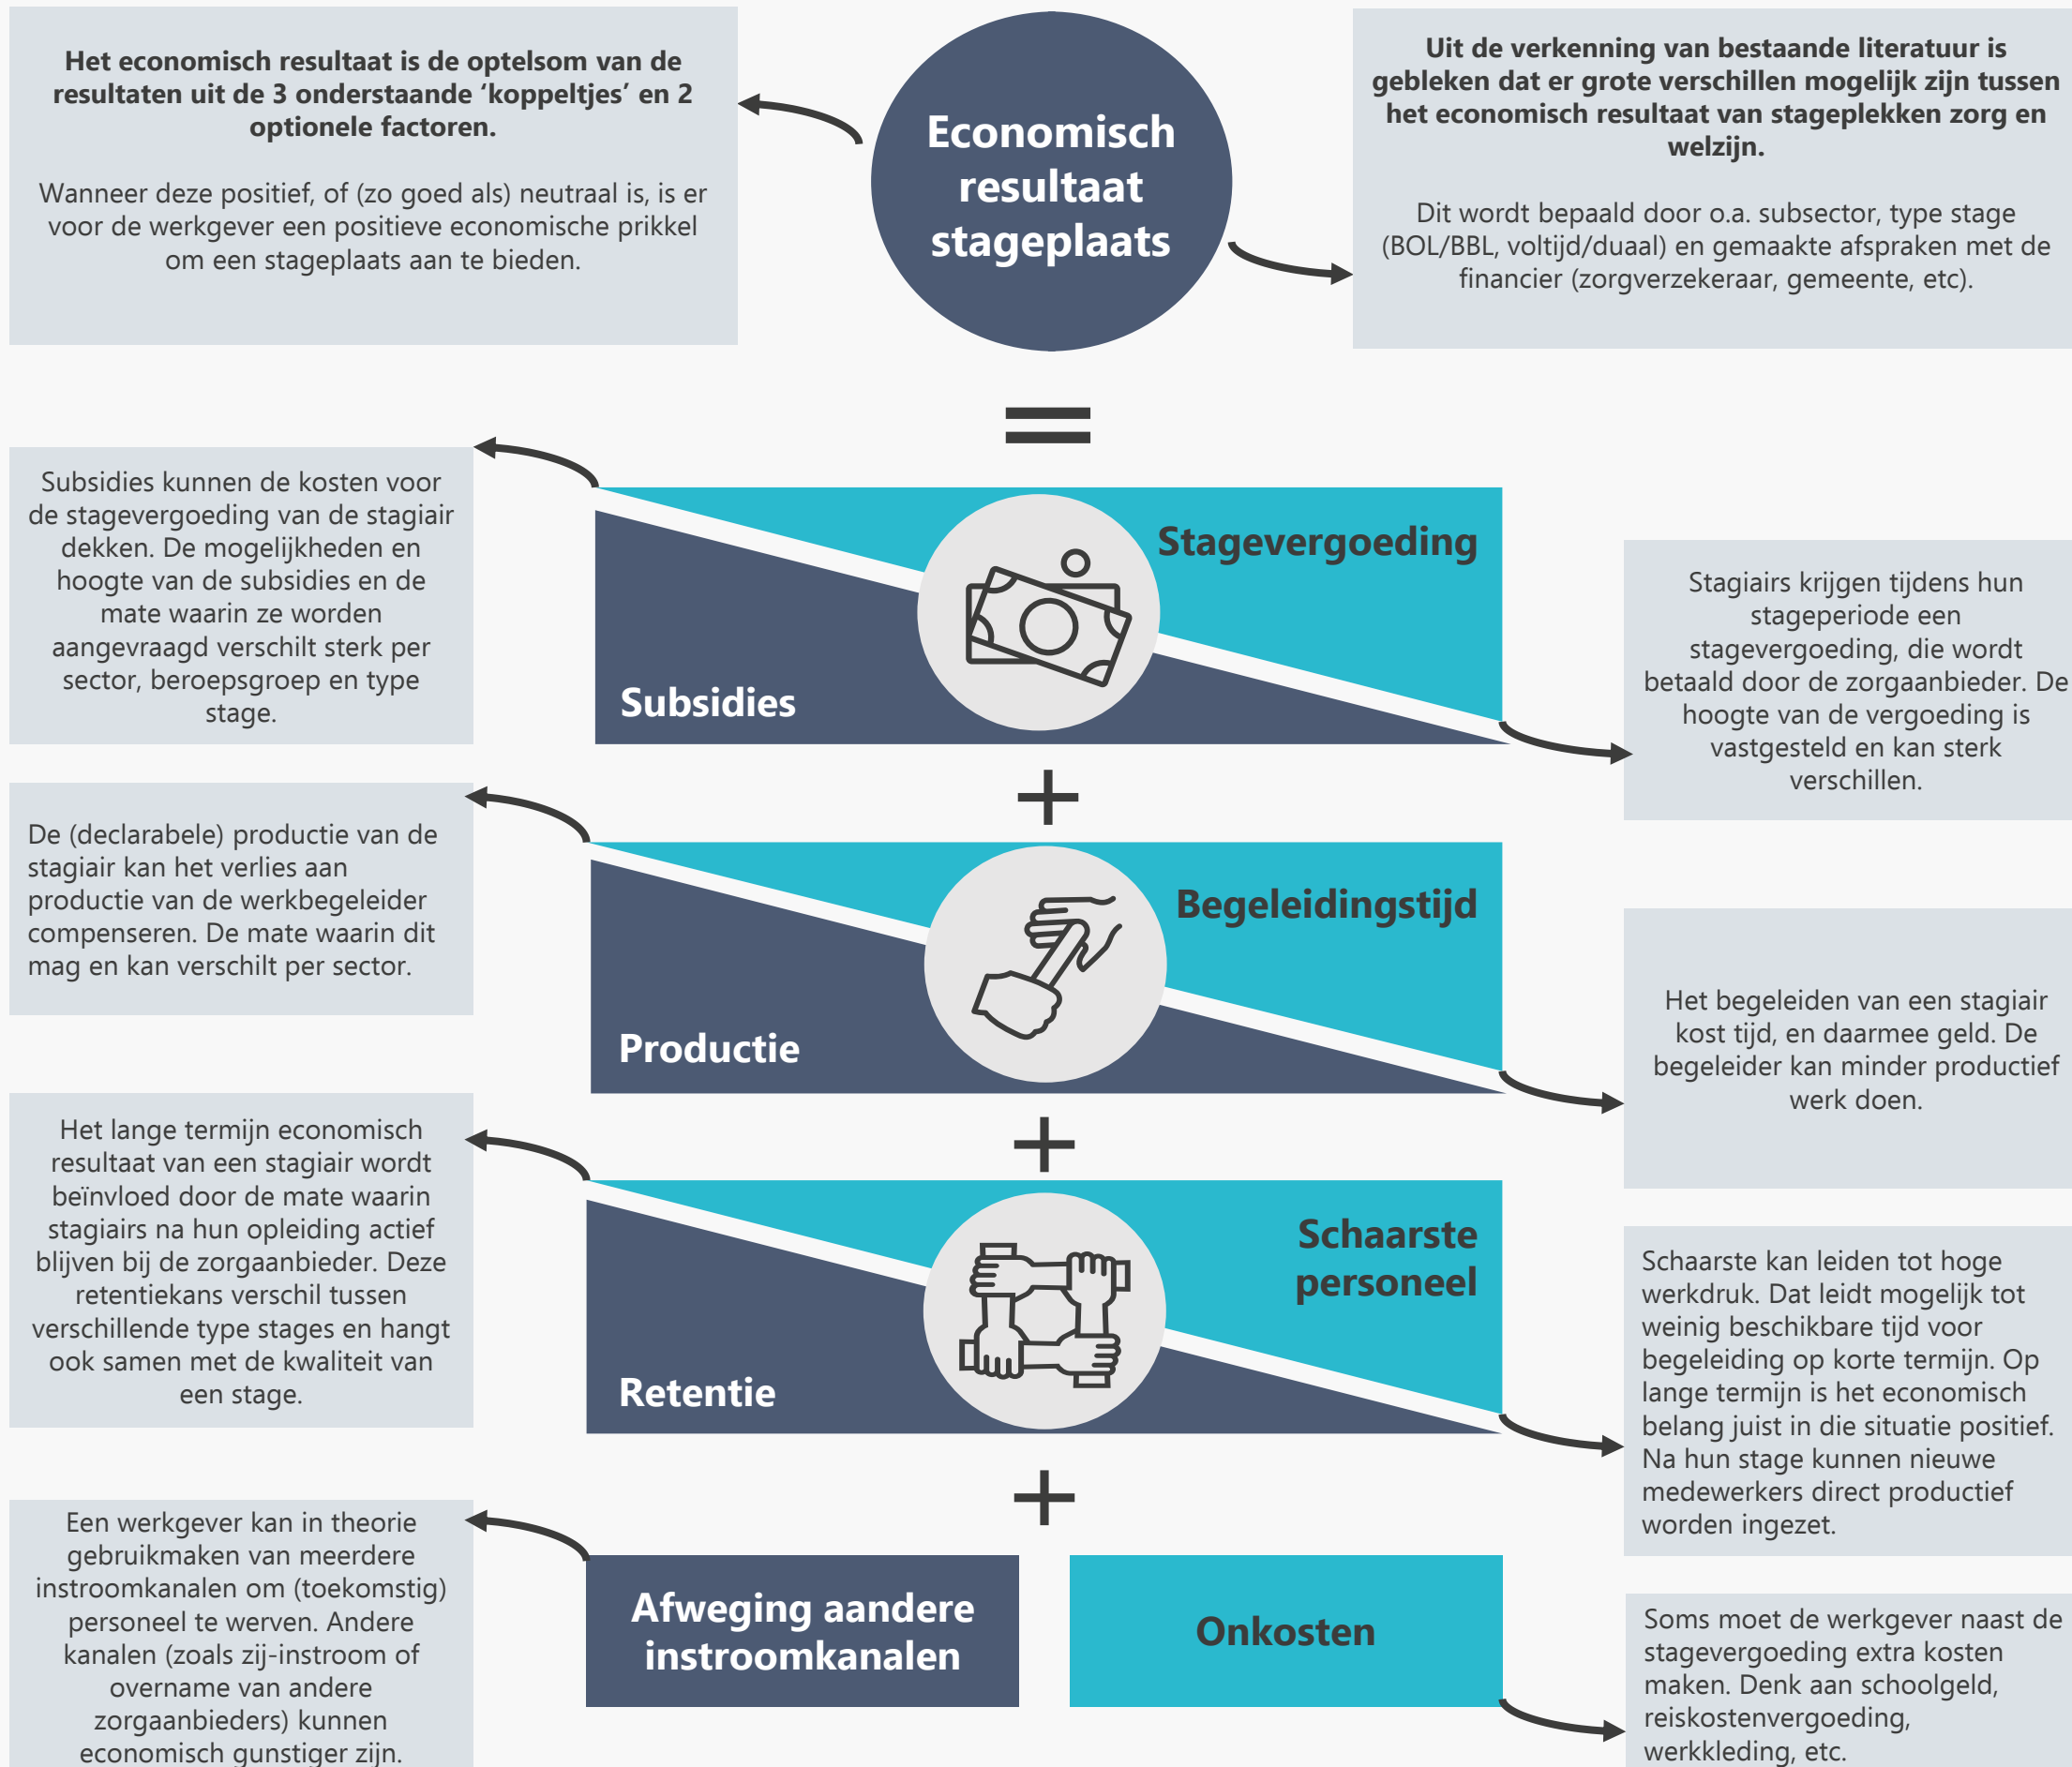 Het economisch resultaat is de optelsom van de
resultaten uit de 3 onderstaande ‘koppeltjes’ en 2
optionele factoren.
Wanneer deze positief, of (zo goed als) neutraal is, is er
voor de werkgever een positieve economische prikkel
om een stageplaats aan te bieden.
Economisch
resultaat
stageplaats
Uit de verkenning van bestaande literatuur is
gebleken dat er grote verschillen mogelijk zijn tussen
het economisch resultaat van stageplekken zorg en
welzijn.
Dit wordt bepaald door o.a. subsector, type stage
(BOL/BBL, voltijd/duaal) en gemaakte afspraken met de
financier (zorgverzekeraar, gemeente, etc).
=
Subsidies kunnen de kosten voor
de stagevergoeding van de stagiair
dekken. De mogelijkheden en
hoogte van de subsidies en de
mate waarin ze worden
aangevraagd verschilt sterk per
sector, beroepsgroep en type
stage.
Stagevergoeding
Subsidies
Stagiairs krijgen tijdens hun
stageperiode een
stagevergoeding, die wordt
betaald door de zorgaanbieder. De
hoogte van de vergoeding is
vastgesteld en kan sterk
verschillen.
+
De (declarabele) productie van de
stagiair kan het verlies aan
productie van de werkbegeleider
compenseren. De mate waarin dit
mag en kan verschilt per sector.
Begeleidingstijd
Productie
Het begeleiden van een stagiair
kost tijd, en daarmee geld. De
begeleider kan minder productief
werk doen.
+
Het lange termijn economisch
resultaat van een stagiair wordt
beïnvloed door de mate waarin
stagiairs na hun opleiding actief
blijven bij de zorgaanbieder. Deze
retentiekans verschil tussen
verschillende type stages en hangt
ook samen met de kwaliteit van
een stage.
Schaarste
personeel
Retentie
Schaarste kan leiden tot hoge
werkdruk. Dat leidt mogelijk tot
weinig beschikbare tijd voor
begeleiding op korte termijn. Op
lange termijn is het economisch
belang juist in die situatie positief.
Na hun stage kunnen nieuwe
medewerkers direct productief
worden ingezet.
+
Een werkgever kan in theorie
gebruikmaken van meerdere
instroomkanalen om (toekomstig)
personeel te werven. Andere
kanalen (zoals zij-instroom of
overname van andere
zorgaanbieders) kunnen
economisch gunstiger zijn.
Afweging aandere
instroomkanalen
Onkosten
Soms moet de werkgever naast de
stagevergoeding extra kosten
maken. Denk aan schoolgeld,
reiskostenvergoeding,
werkkleding, etc.